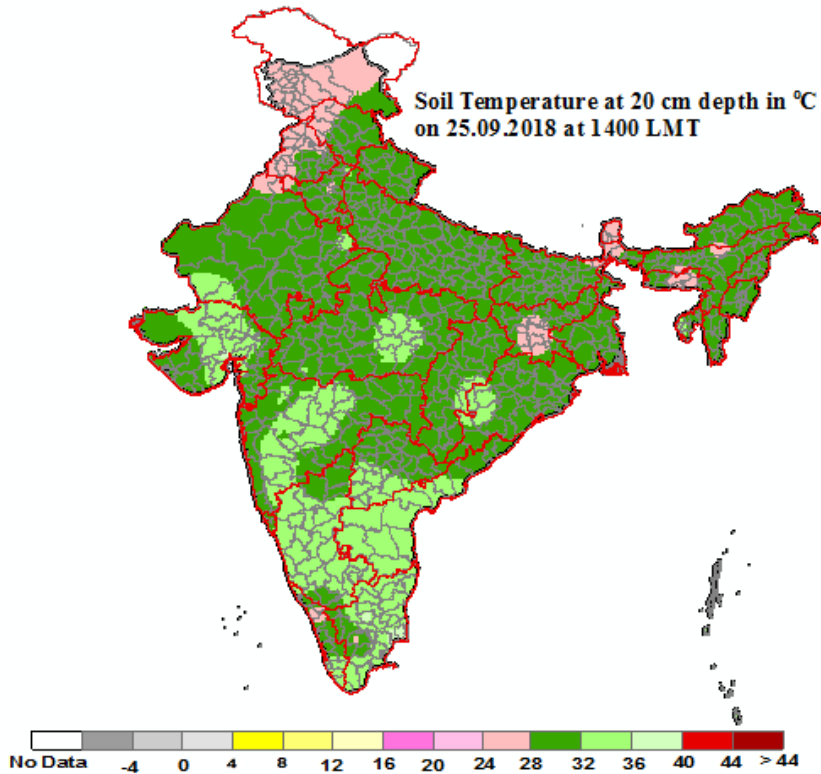 Soil Temperature at 20 cm depth in °C
on 25.09.2018 at 1400 LMT
No Data -4 0 4 8 12 16 20 24 28 32 36 40 44 > 44